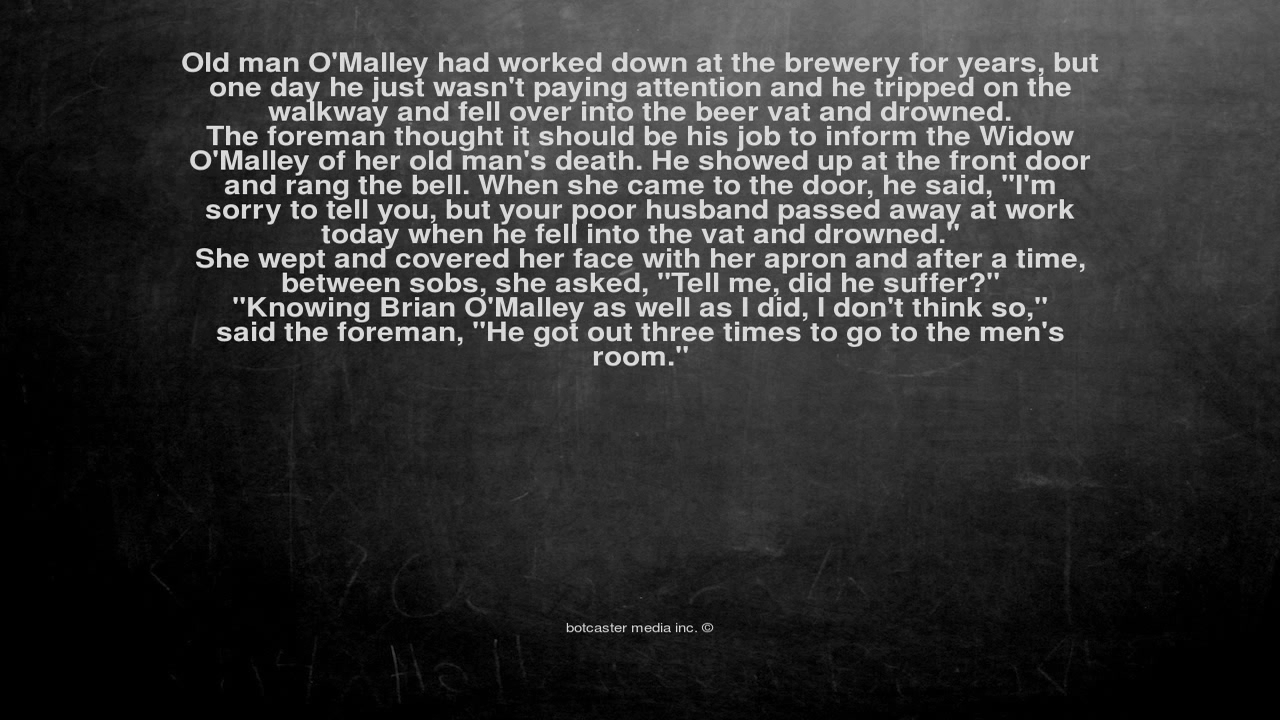 Old man O'Malley had worked down at the brewery for years, but
one day he just wasn't paying attention and he tripped on the
walkway and fell over into the beer vat and drowned.
The foreman thought it should be his job to inform the Widow
O'Malley of her old man's death. He showed up at the front door
and rang the bell. When she came to the door, he said, "I'm
sorry to tell you, but your poor husband passed away at work
today when he fell into the vat and drowned."
She wept and covered her face with her apron and after a time,
between sobs, she asked, "Tell me, did he suffer?"
"Knowing Brian O'Malley as well as I did, I don't think so,"
said the foreman, "He got out three times to go to the men's
room."
botcaster media inc. ©